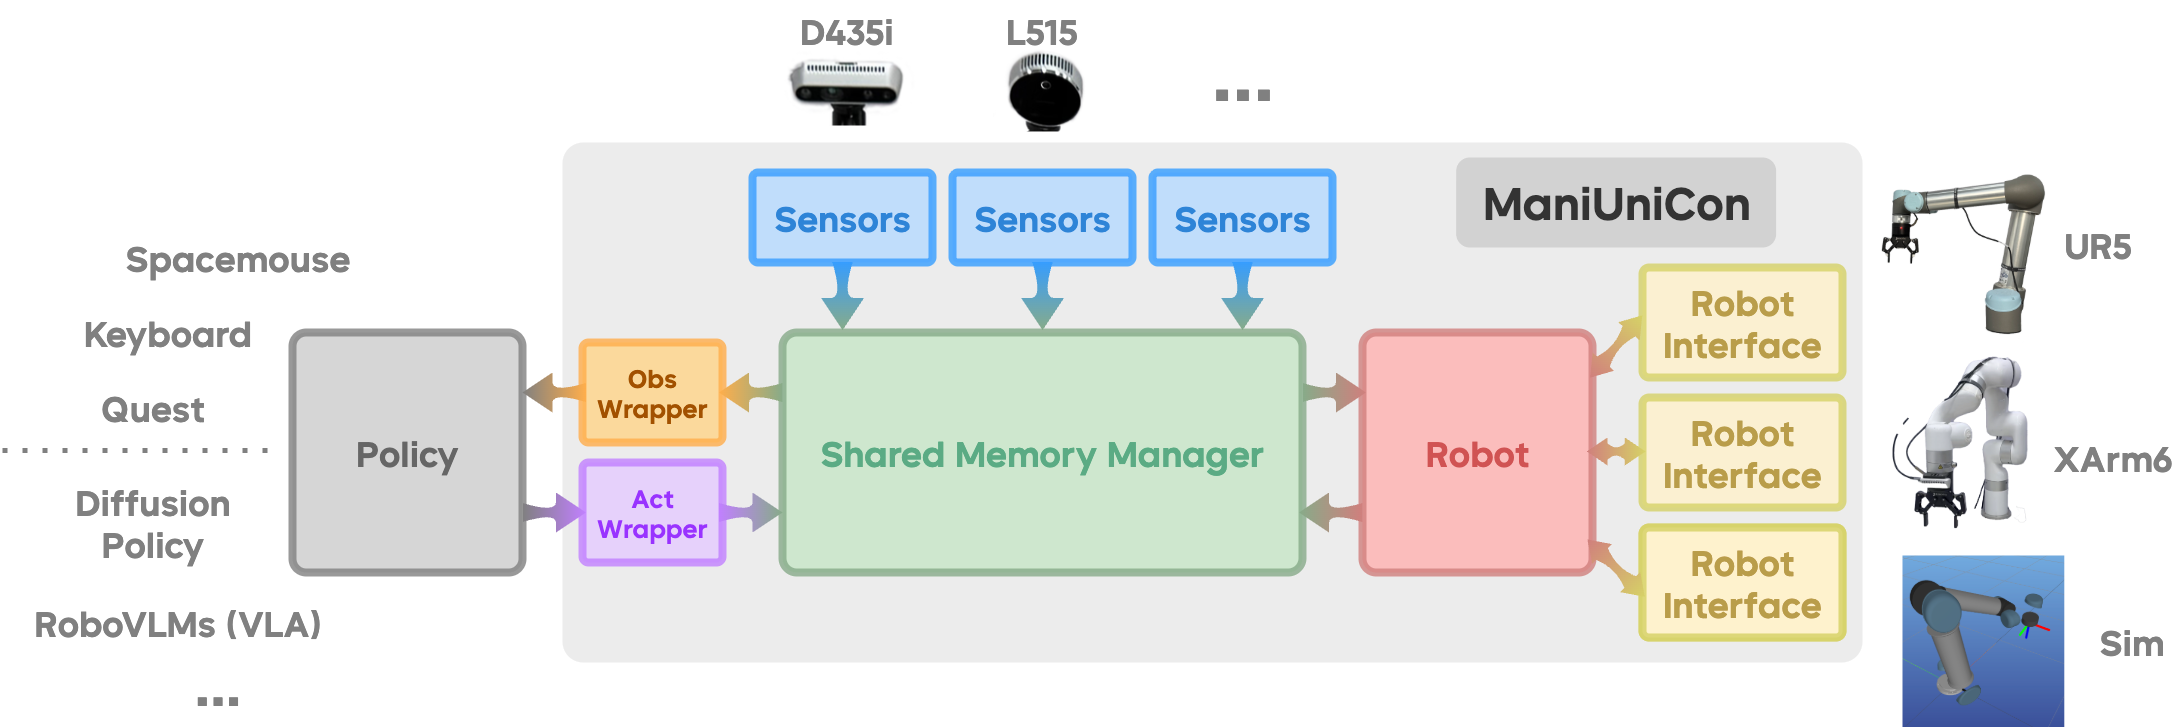 D435i
L515
...
Sensors
Sensors
Sensors
ManiUniCon
Spacemouse
Keyboard
Quest
Diffusion
Policy
RoboVLMs (VLA)
...
Policy
Obs
Wrapper
Act
Wrapper
Shared Memory Manager
Robot
Robot
Interface
Robot
Interface
Robot
Interface
UR5
XArm6
Sim